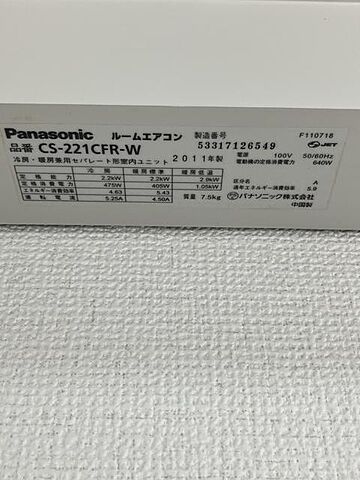 Panasonic ルームエアコン 製造番号 F110718
品番 CS-221CFR-W 53317126549 JET
冷房・暖房兼用セパレート形室内ユニット 2011年製 電源 100V 50/60Hz
電動機の定格消費電力 640W
冷房 暖房標準 暖房低温
定格能力 2.2kW 2.2kW 2.9kW 区分名 A
定格消費電力 475W 405W 1.05kW 通年エネルギー消費効率 5.9
エネルギー消費効率 4.63 5.43
運転電流 5.25A 4.50A 質量 7.5kg パナソニック株式会社
中国製